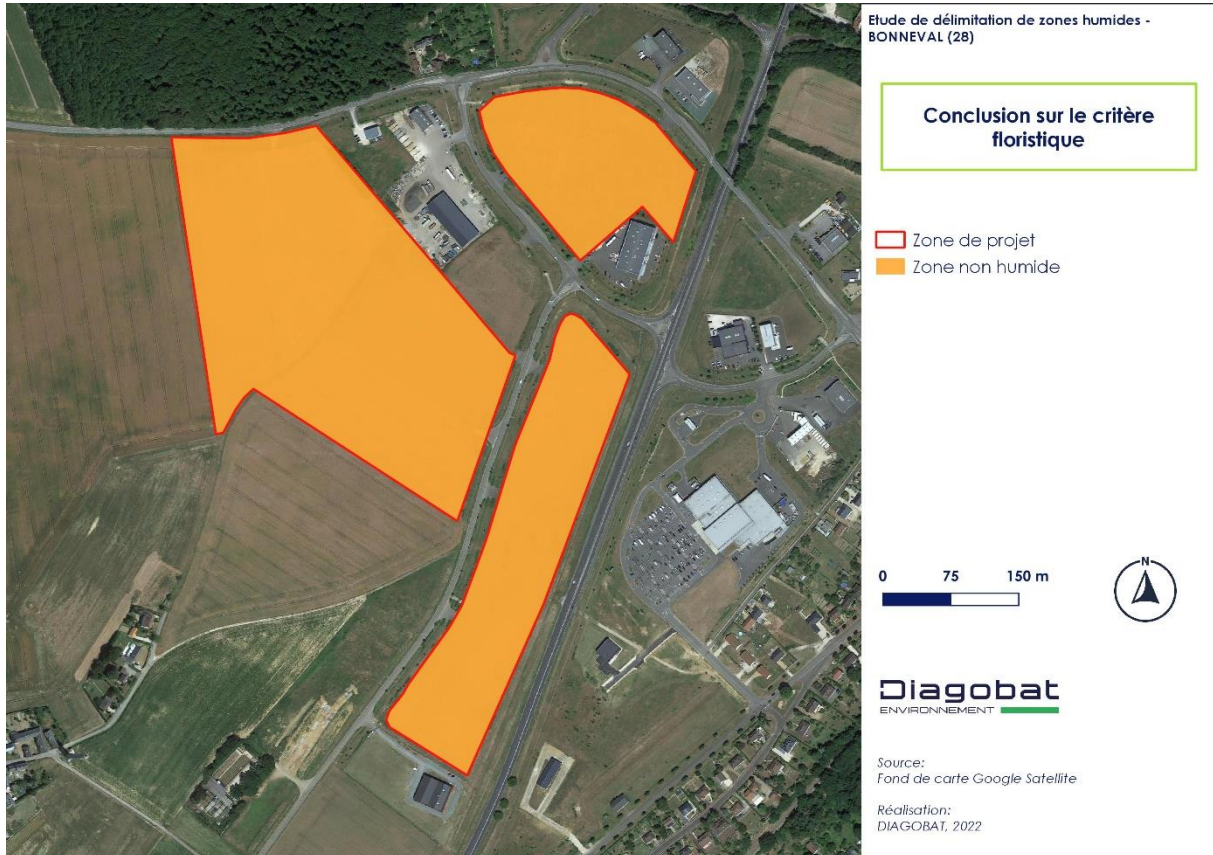 Etude de délimitation de zones humides -
BONNEVAL (28)
Conclusion sur le critère
floristique
Zone de projet
Zone non humide
0 75 150 m
N
Diagobat
ENVIRONNEMENT
Source:
Fond de carte Google Satellite
Réalisation:
DIAGOBAT, 2022